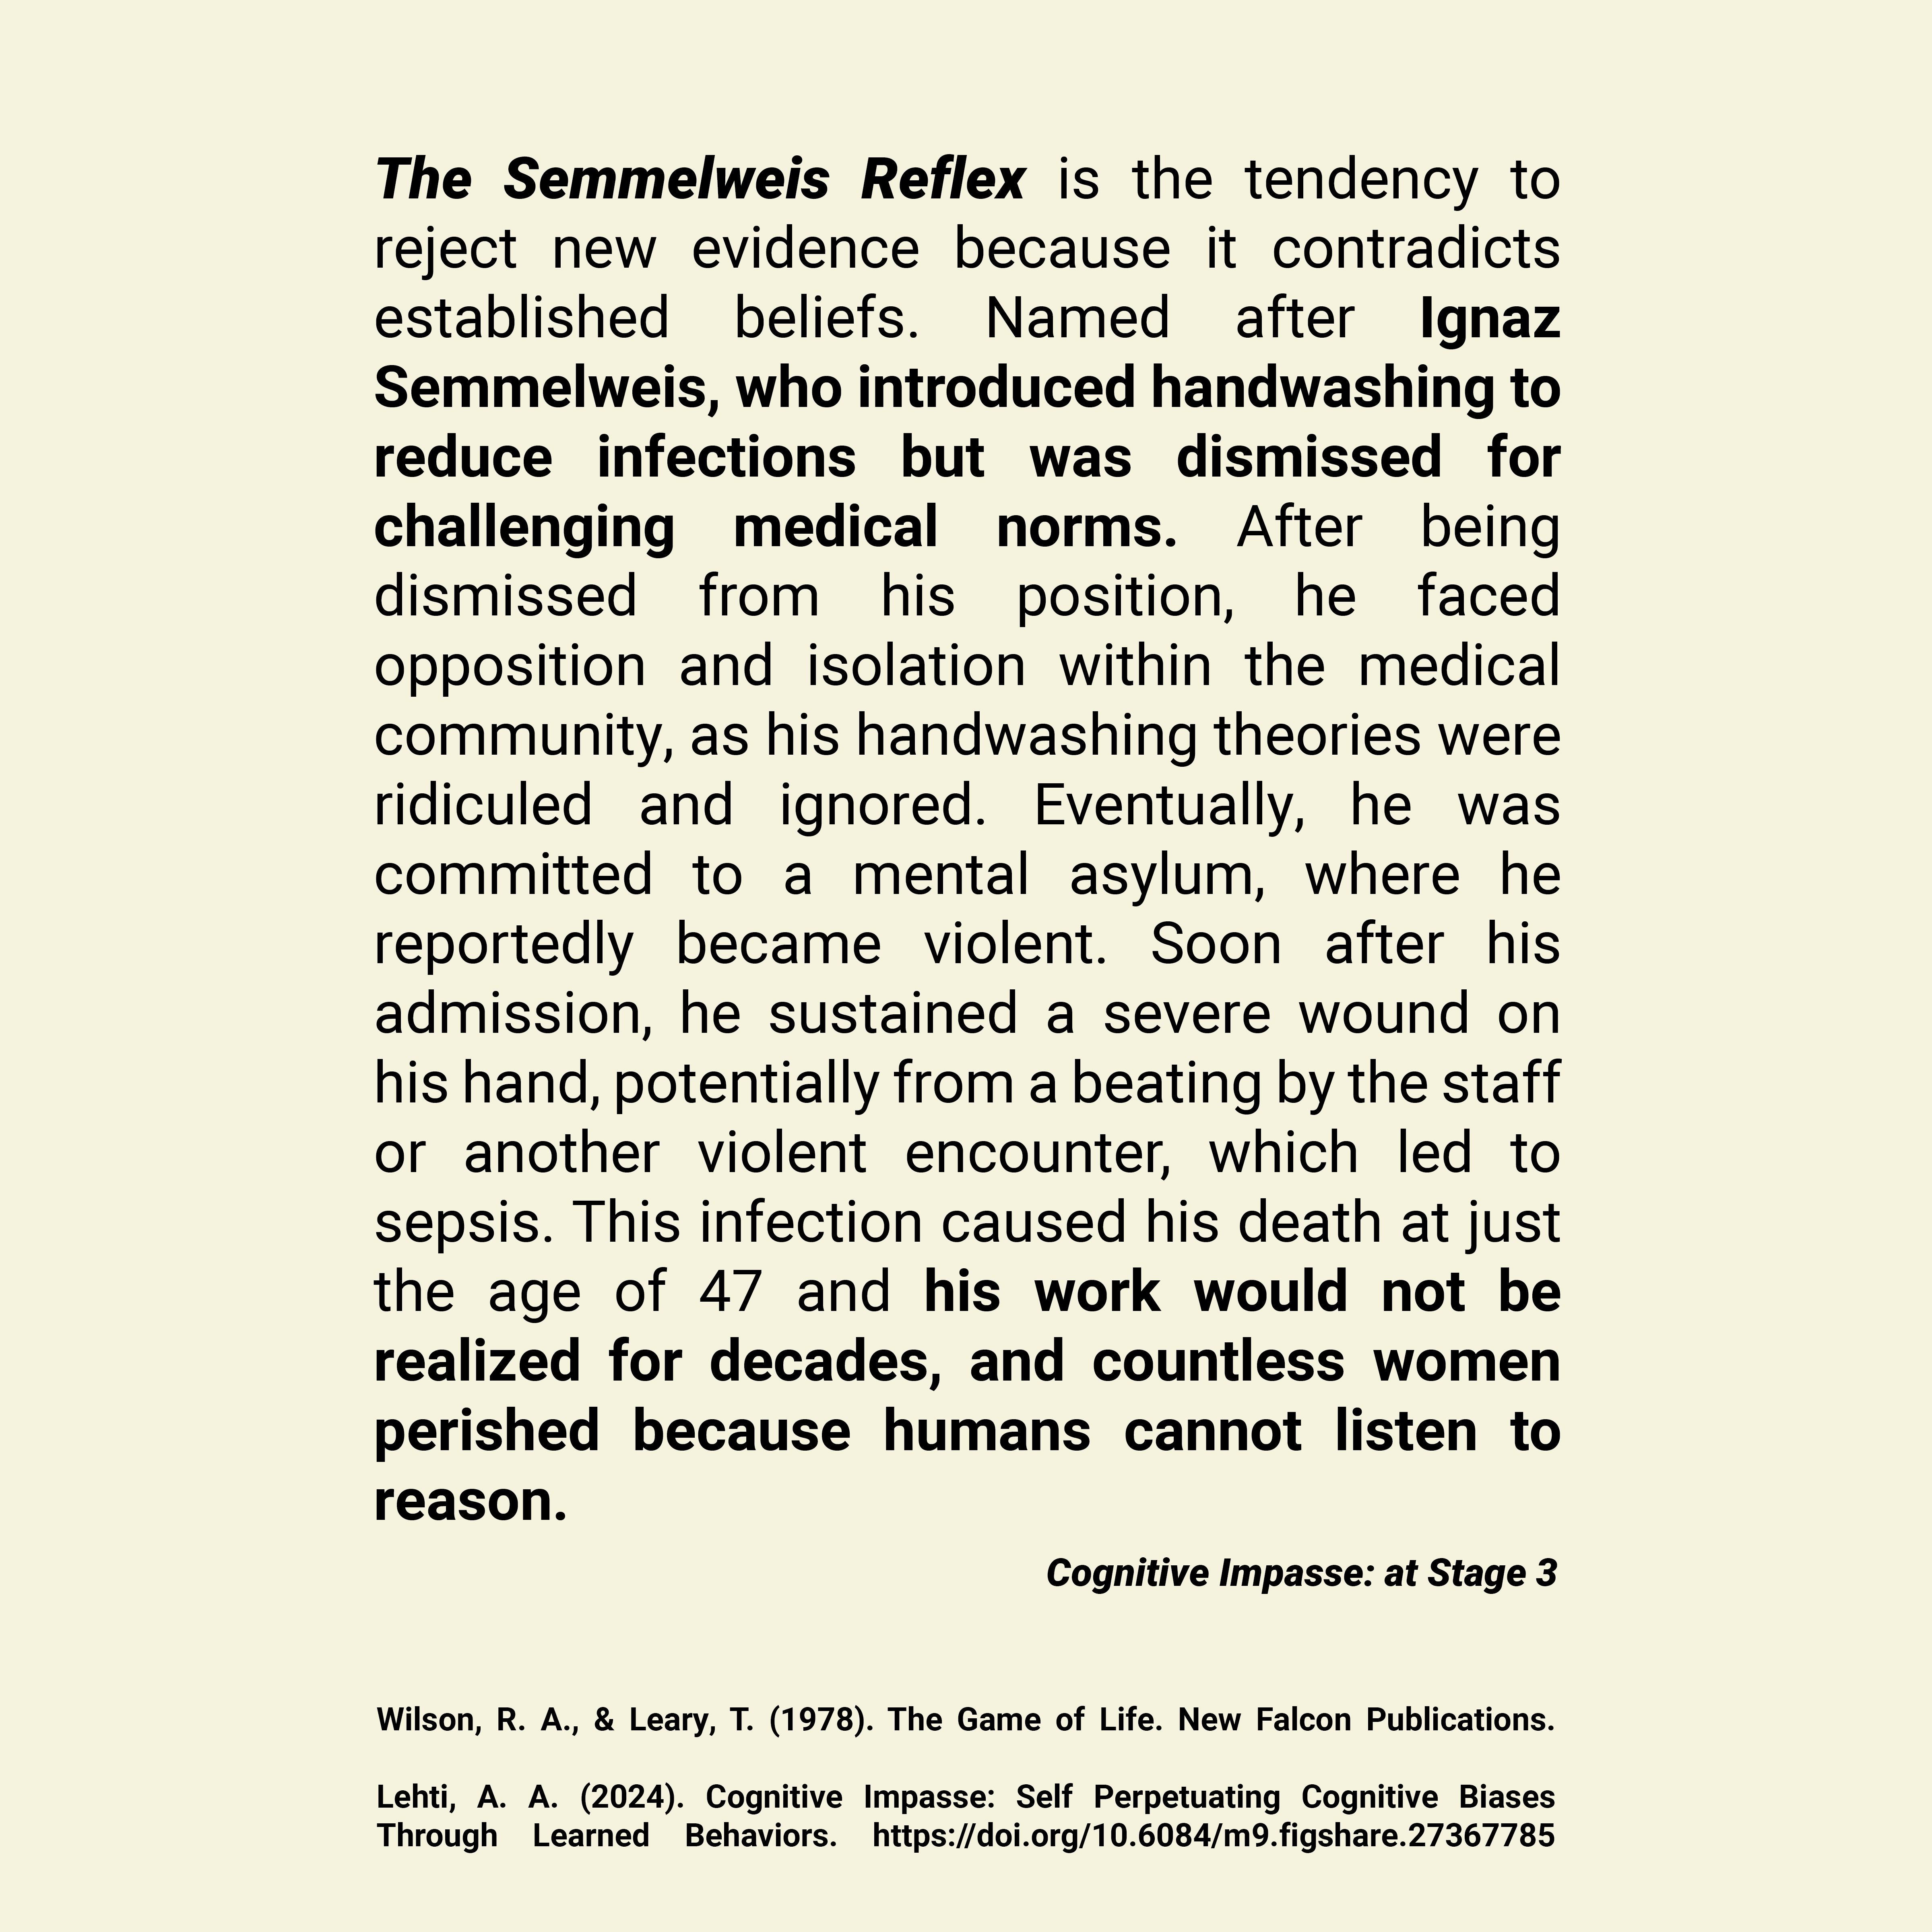 The Semmelweis Reflex is the tendency to
reject new evidence because it contradicts
established beliefs. Named after Ignaz
Semmelweis, who introduced handwashing to
reduce infections but was dismissed for
challenging medical norms. After being
dismissed from his position, he faced
opposition and isolation within the medical
community, as his handwashing theories were
ridiculed and ignored. Eventually, he was
committed to a mental asylum, where he
reportedly became violent. Soon after his
admission, he sustained a severe wound on
his hand, potentially from a beating by the staff
or another violent encounter, which led to
sepsis. This infection caused his death at just
the age of 47 and his work would not be
realized for decades, and countless women
perished because humans cannot listen to
reason.
Cognitive Impasse: at Stage 3
Wilson, R. A., & Leary, T. (1978). The Game of Life. New Falcon Publications.
Lehti, A. A. (2024). Cognitive Impasse: Self Perpetuating Cognitive Biases
Through Learned Behaviors. https://doi.org/10.6084/m9.figshare.27367785